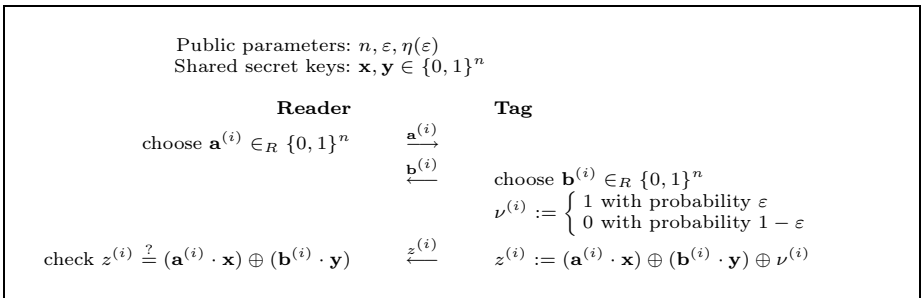 Public parameters: n, ε, η(ε)
Shared secret keys: x, y ∈ {0, 1}ⁿ
Reader Tag
choose a⁽ⁱ⁾ ∈_R {0, 1}ⁿ a⁽ⁱ⁾ ⟶
b⁽ⁱ⁾ ⟵ choose b⁽ⁱ⁾ ∈_R {0, 1}ⁿ
ν⁽ⁱ⁾ := { 1 with probability ε
0 with probability 1 − ε
check z⁽ⁱ⁾ ≟ (a⁽ⁱ⁾ · x) ⊕ (b⁽ⁱ⁾ · y) z⁽ⁱ⁾ ⟵ z⁽ⁱ⁾ := (a⁽ⁱ⁾ · x) ⊕ (b⁽ⁱ⁾ · y) ⊕ ν⁽ⁱ⁾